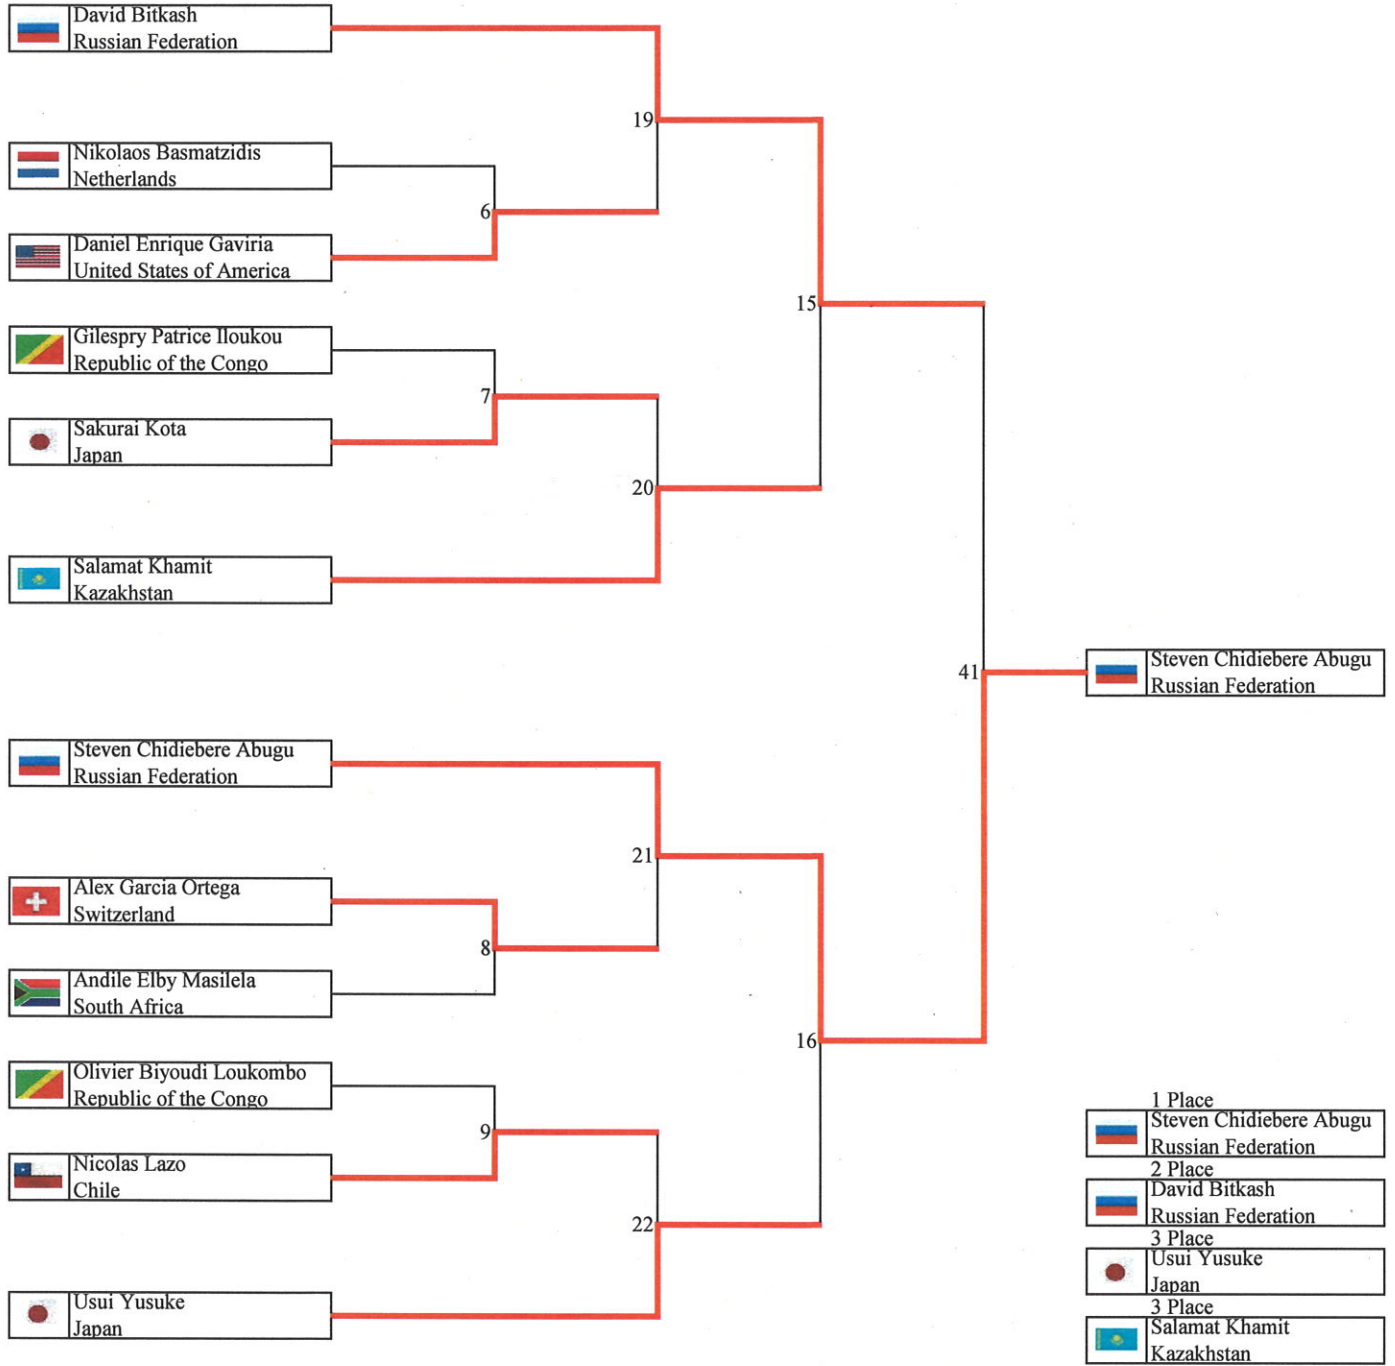 David Bitkash
Russian Federation
19
Nikolaos Basmatzidis
Netherlands
6
Daniel Enrique Gaviria
United States of America
15
Gilespry Patrice Iloukou
Republic of the Congo
7
Sakurai Kota
Japan
20
Salamat Khamit
Kazakhstan
41
Steven Chidiebere Abugu
Russian Federation
Steven Chidiebere Abugu
Russian Federation
21
Alex Garcia Ortega
Switzerland
8
Andile Elby Masilela
South Africa
16
Olivier Biyoudi Loukombo
Republic of the Congo
9
Nicolas Lazo
Chile
22
Usui Yusuke
Japan
1 Place
Steven Chidiebere Abugu
Russian Federation
2 Place
David Bitkash
Russian Federation
3 Place
Usui Yusuke
Japan
3 Place
Salamat Khamit
Kazakhstan